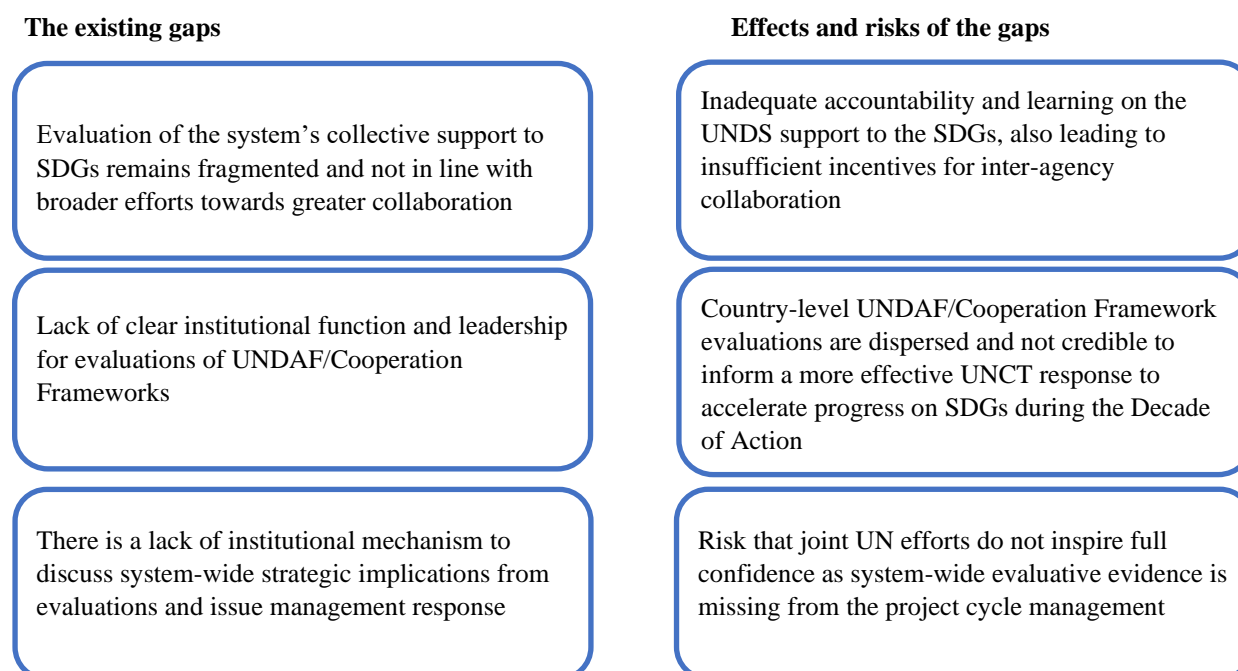 The existing gaps
Effects and risks of the gaps
Evaluation of the system’s collective support to
SDGs remains fragmented and not in line with
broader efforts towards greater collaboration
Inadequate accountability and learning on the
UNDS support to the SDGs, also leading to
insufficient incentives for inter-agency
collaboration
Lack of clear institutional function and leadership
for evaluations of UNDAF/Cooperation
Frameworks
Country-level UNDAF/Cooperation Framework
evaluations are dispersed and not credible to
inform a more effective UNCT response to
accelerate progress on SDGs during the Decade
of Action
There is a lack of institutional mechanism to
discuss system-wide strategic implications from
evaluations and issue management response
Risk that joint UN efforts do not inspire full
confidence as system-wide evaluative evidence is
missing from the project cycle management